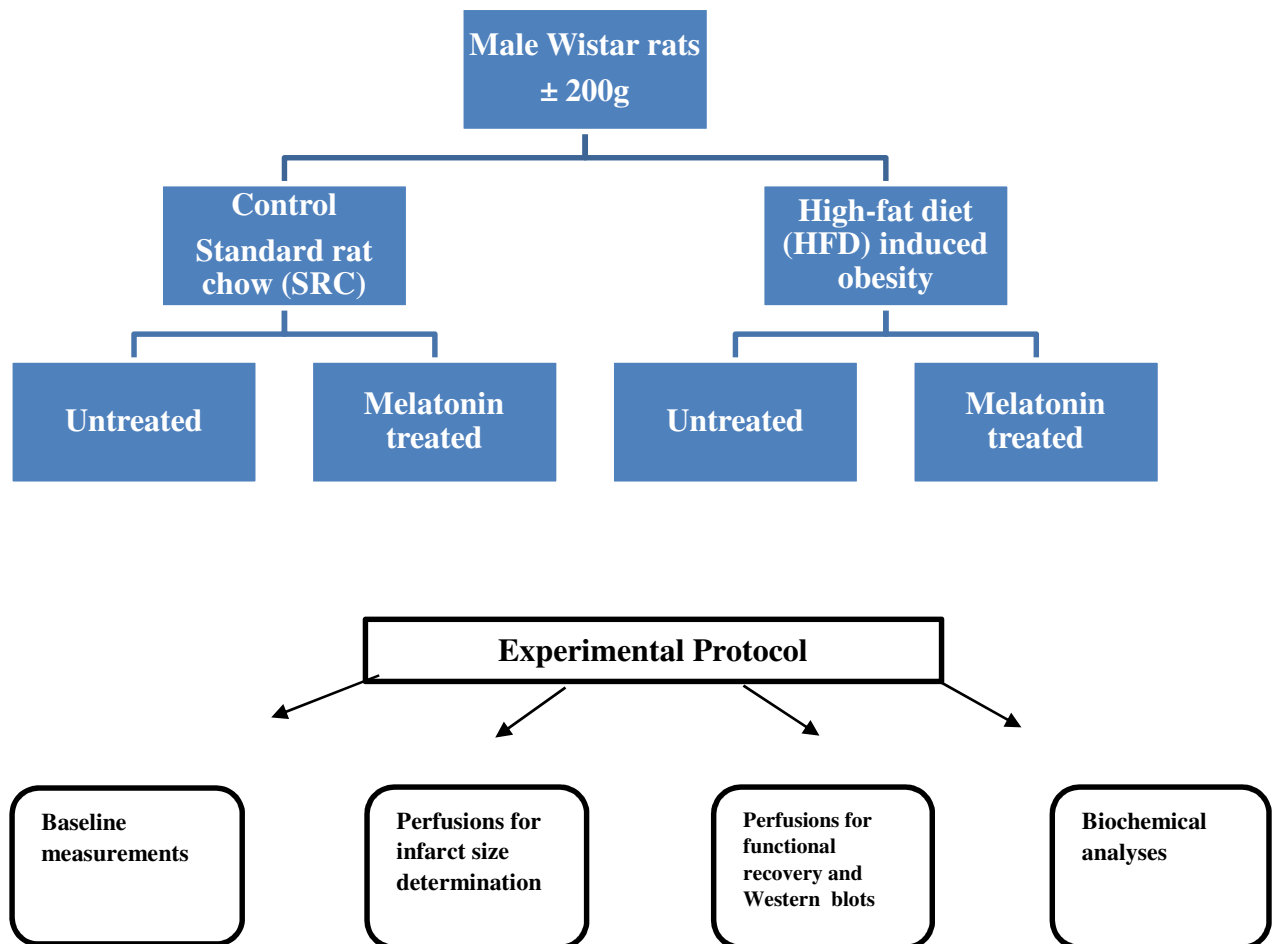 Male Wistar rats
± 200g
Control
Standard rat
chow (SRC)
High-fat diet
(HFD) induced
obesity
Untreated
Melatonin
treated
Untreated
Melatonin
treated
Experimental Protocol
Baseline
measurements
Perfusions for
infarct size
determination
Perfusions for
functional
recovery and
Western blots
Biochemical
analyses